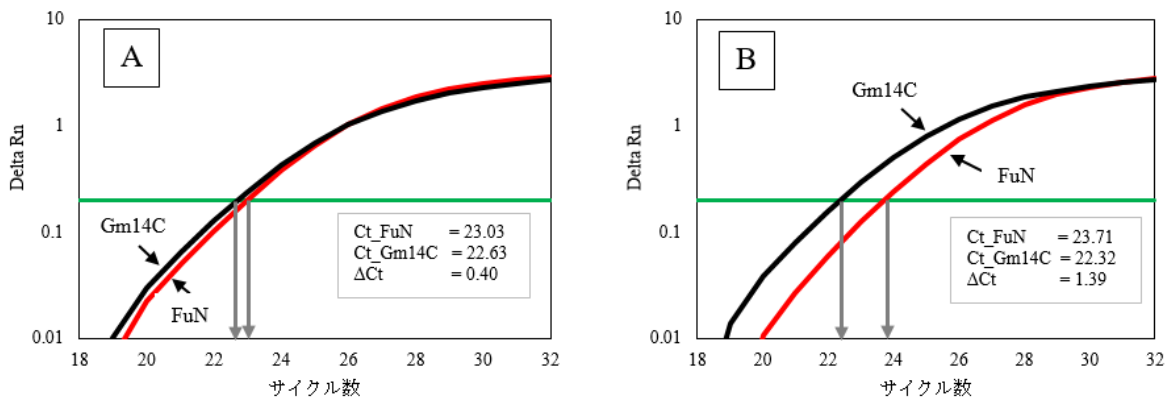 A
10
1
0.1
0.01
Delta Rn
Gm14C
FuN
Ct_FuN = 23.03
Ct_Gm14C = 22.63
ΔCt = 0.40
18 20 22 24 26 28 30 32
サイクル数
B
10
1
0.1
0.01
Delta Rn
Gm14C
FuN
Ct_FuN = 23.71
Ct_Gm14C = 22.32
ΔCt = 1.39
18 20 22 24 26 28 30 32
サイクル数